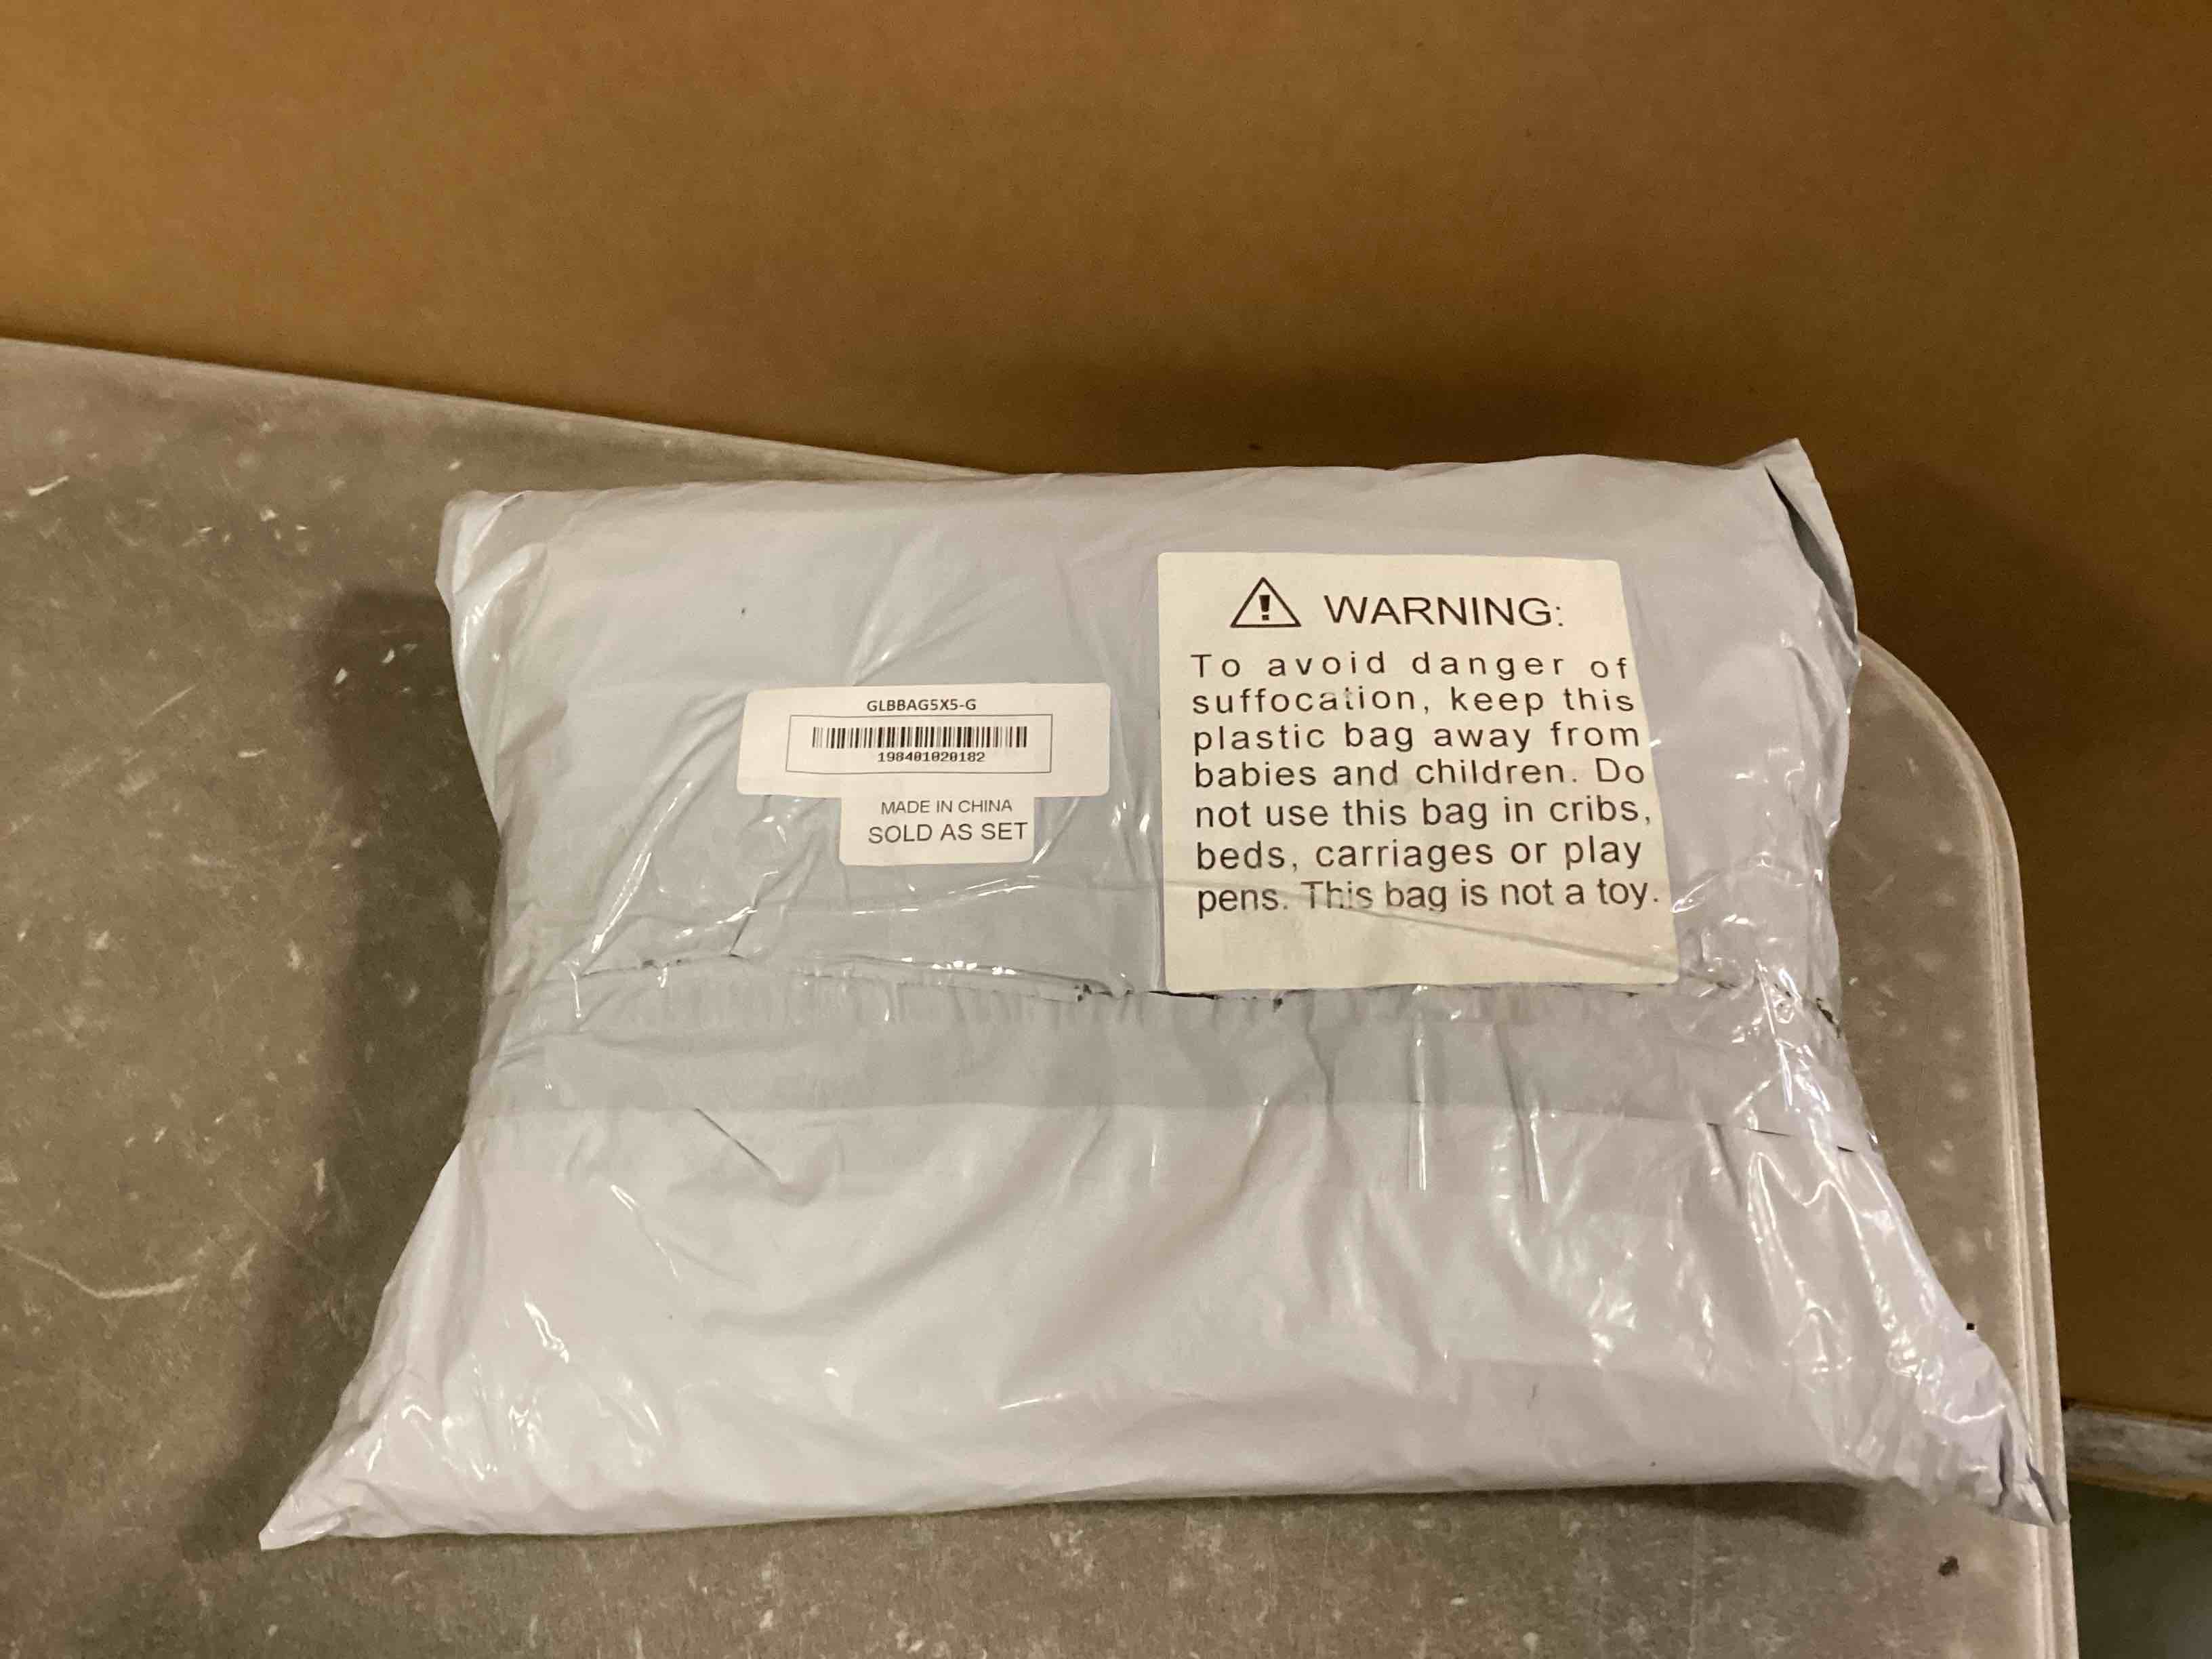 GLBBAG5X5-G
198401020182
MADE IN CHINA
SOLD AS SET
WARNING:
To avoid danger of
suffocation, keep this
plastic bag away from
babies and children. Do
not use this bag in cribs,
beds, carriages or play
pens. This bag is not a toy.